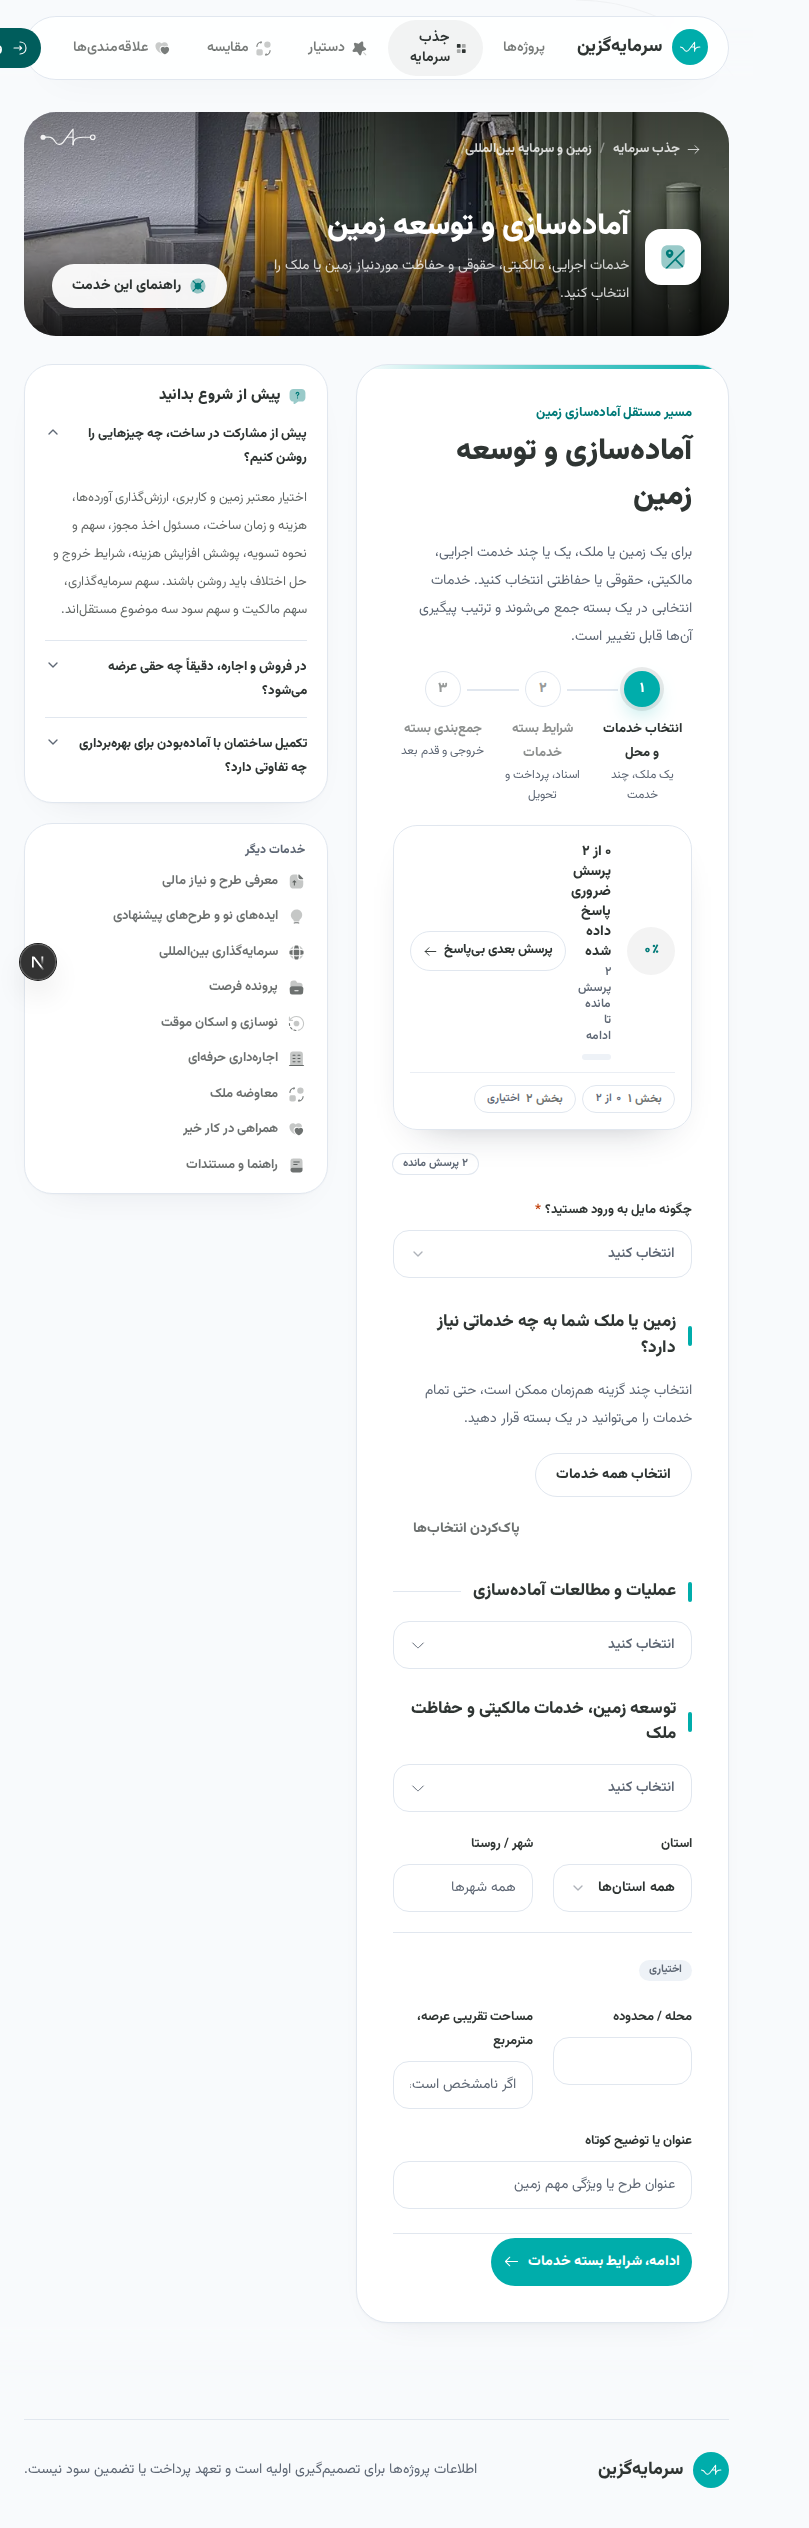 سرمایه‌گزین
پروژه‌ها
جذب
سرمایه
دستیار
مقایسه
علاقه‌مندی‌ها
جذب سرمایه / زمین و سرمایه بین‌المللی
آماده‌سازی و توسعه زمین
خدمات اجرایی، مالکیتی، حقوقی و حفاظت موردنیاز زمین یا ملک را
انتخاب کنید.
راهنمای این خدمت
مسیر مستقل آماده‌سازی زمین
آماده‌سازی و توسعه
زمین
برای یک زمین یا ملک، یک یا چند خدمت اجرایی،
مالکیتی، حقوقی یا حفاظتی انتخاب کنید. خدمات
انتخابی در یک بسته جمع می‌شوند و ترتیب پیگیری
آن‌ها قابل تغییر است.
۱
انتخاب خدمات
و محل
یک ملک، چند
خدمت
۲
شرایط بسته
خدمات
اسناد، پرداخت و
تحویل
۳
جمع‌بندی بسته
خروجی و قدم بعد
۰٪
۰ از ۲
پرسش
ضروری
پاسخ
داده
شده
۲
پرسش
مانده
تا
ادامه
پرسش بعدی بی‌پاسخ
بخش ۱ ۰ از ۲
بخش ۲ اختیاری
۲ پرسش مانده
چگونه مایل به ورود هستید؟ *
انتخاب کنید
زمین یا ملک شما به چه خدماتی نیاز
دارد؟
انتخاب چند گزینه هم‌زمان ممکن است، حتی تمام
خدمات را می‌توانید در یک بسته قرار دهید.
انتخاب همه خدمات
پاک‌کردن انتخاب‌ها
عملیات و مطالعات آماده‌سازی
انتخاب کنید
توسعه زمین، خدمات مالکیتی و حفاظت
ملک
انتخاب کنید
استان
همه استان‌ها
شهر / روستا
همه شهرها
اختیاری
محله / محدوده
مساحت تقریبی عرصه،
مترمربع
اگر نامشخص است،
عنوان یا توضیح کوتاه
عنوان طرح یا ویژگی مهم زمین
ادامه، شرایط بسته خدمات
پیش از شروع بدانید
پیش از مشارکت در ساخت، چه چیزهایی را
روشن کنیم؟
اختیار معتبر زمین و کاربری، ارزش‌گذاری آورده‌ها،
هزینه و زمان ساخت، مسئول اخذ مجوز، سهم و
نحوه تسویه، پوشش افزایش هزینه، شرایط خروج و
حل اختلاف باید روشن باشند. سهم سرمایه‌گذاری،
سهم مالکیت و سهم سود سه موضوع مستقل‌اند.
در فروش و اجاره، دقیقاً چه حقی عرضه
می‌شود؟
تکمیل ساختمان با آماده‌بودن برای بهره‌برداری
چه تفاوتی دارد؟
خدمات دیگر
معرفی طرح و نیاز مالی
ایده‌های نو و طرح‌های پیشنهادی
سرمایه‌گذاری بین‌المللی
پرونده فرصت
نوسازی و اسکان موقت
اجاره‌داری حرفه‌ای
معاوضه ملک
همراهی در کار خیر
راهنما و مستندات
N
سرمایه‌گزین
اطلاعات پروژه‌ها برای تصمیم‌گیری اولیه است و تعهد پرداخت یا تضمین سود نیست.